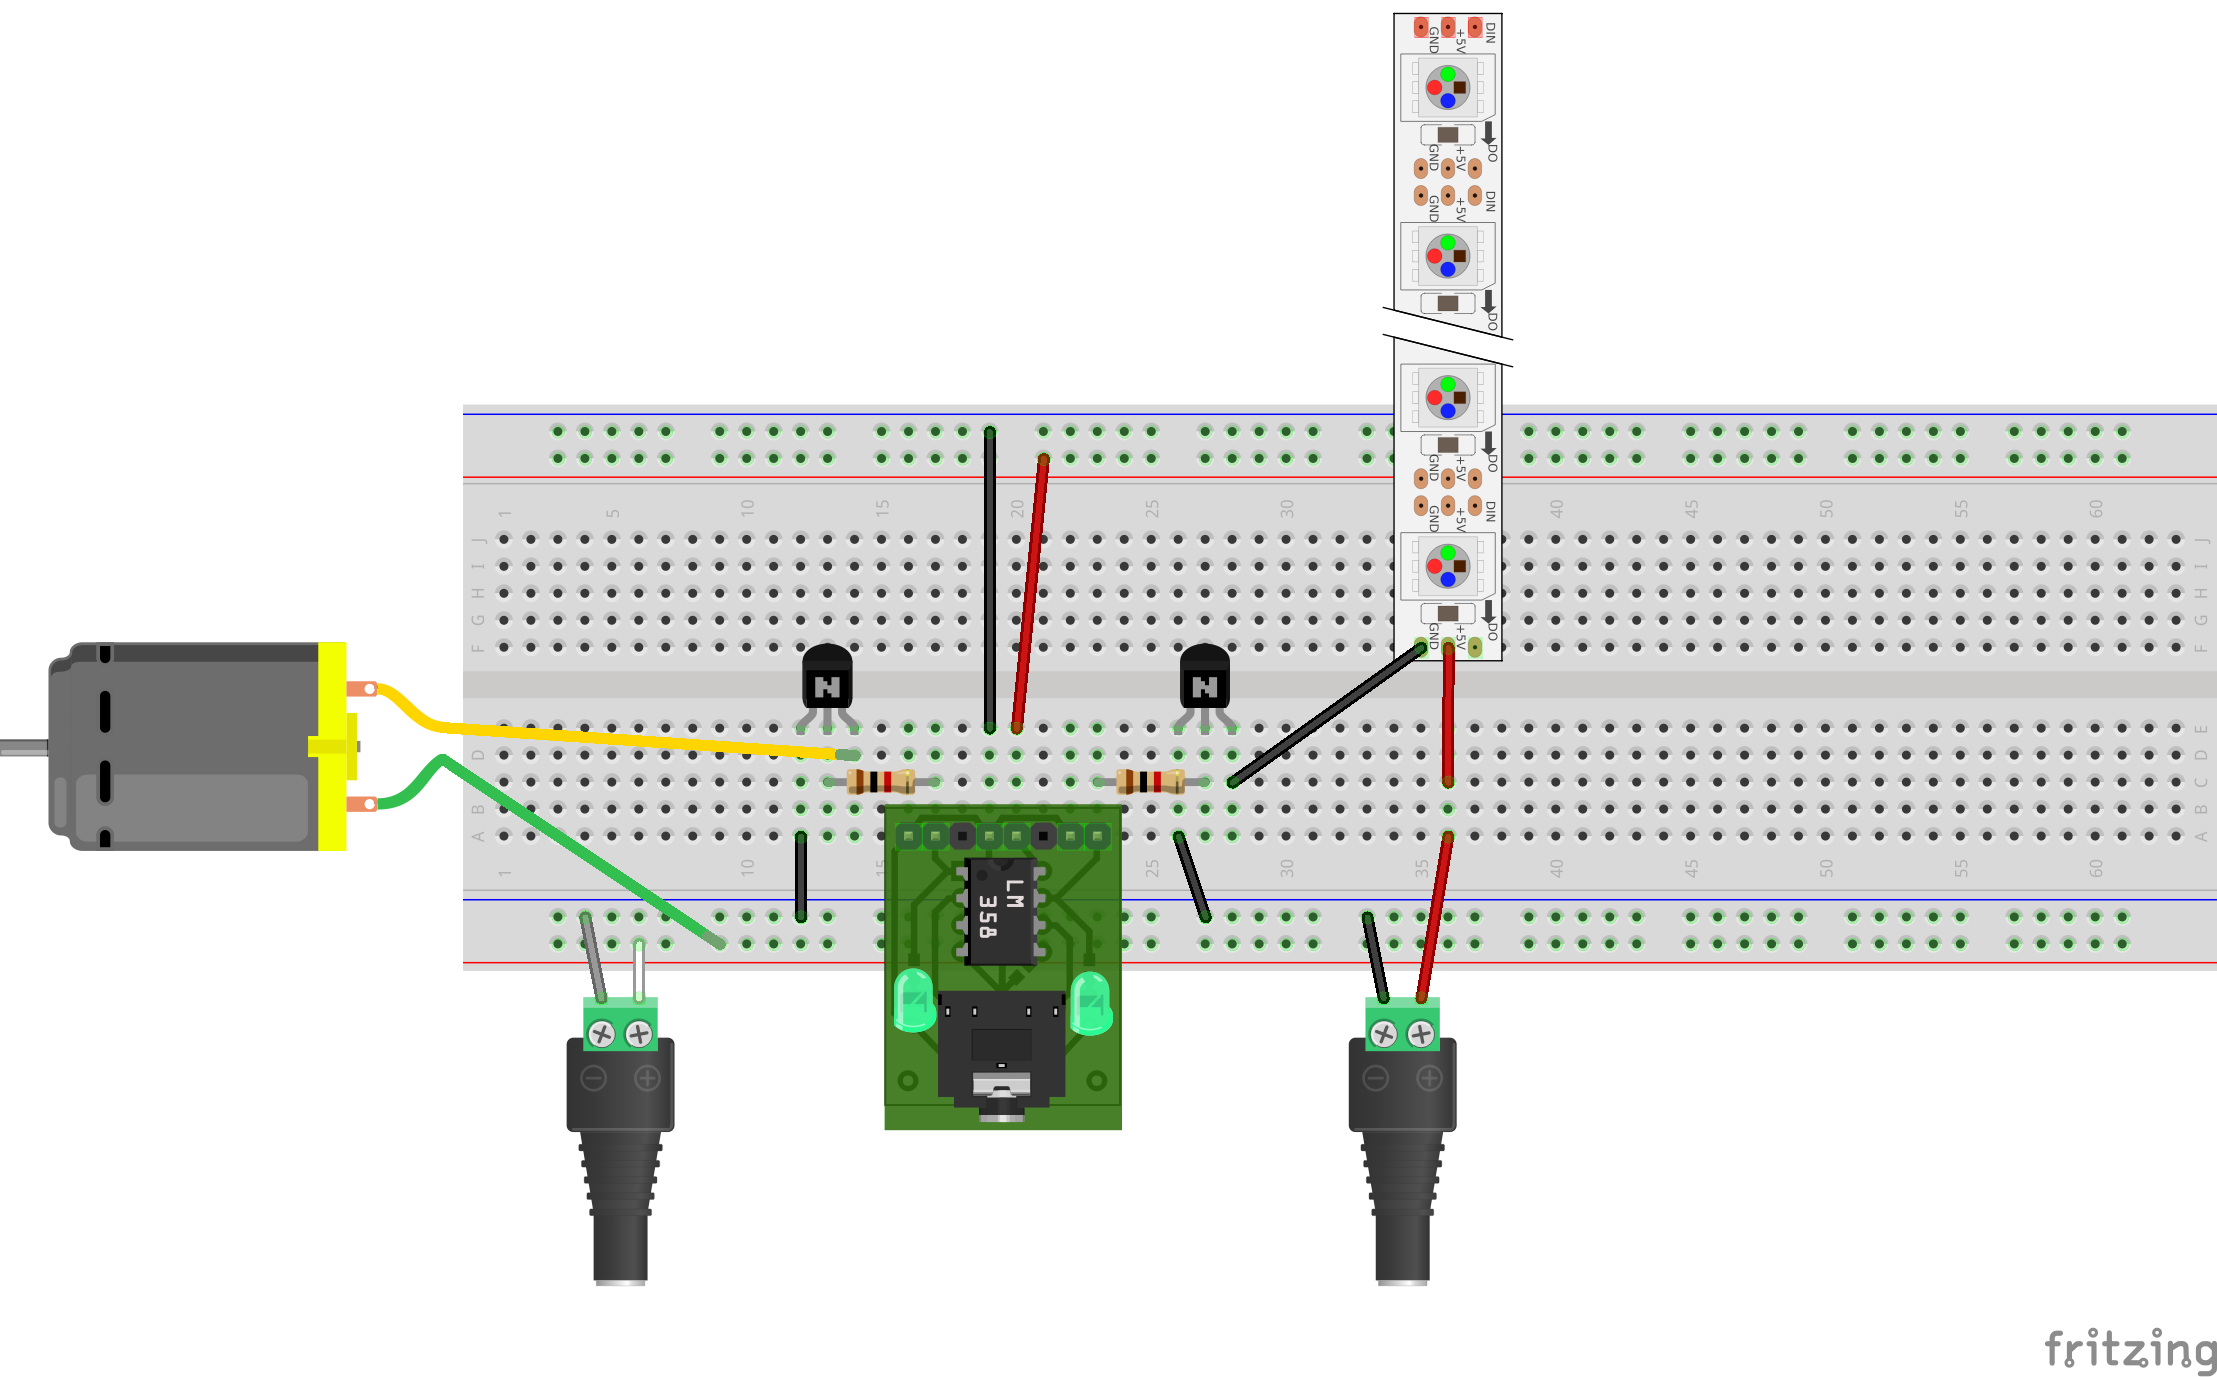 GND +5V DIN
GND +5V DO
GND +5V DIN
DO
GND +5V DO
GND +5V DIN
GND +5V DO
1 5 10 15 20 25 30 40 45 50 55 60
J J
I I
H H
G G
F F
N N
E
D D
C C
B B
A A
1 10 15 25 30 35 40 45 50 55 60
LM
358
fritzing